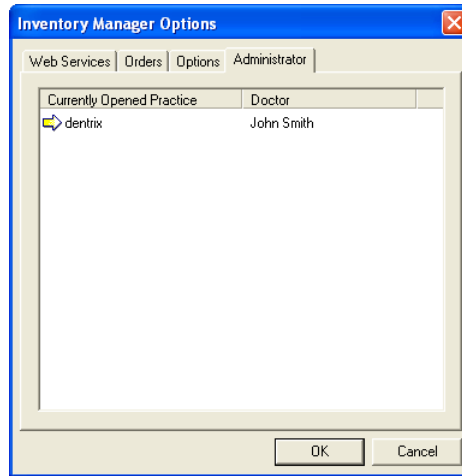 Inventory Manager Options
Web Services Orders Options Administrator
Currently Opened Practice Doctor
dentrix John Smith
OK Cancel